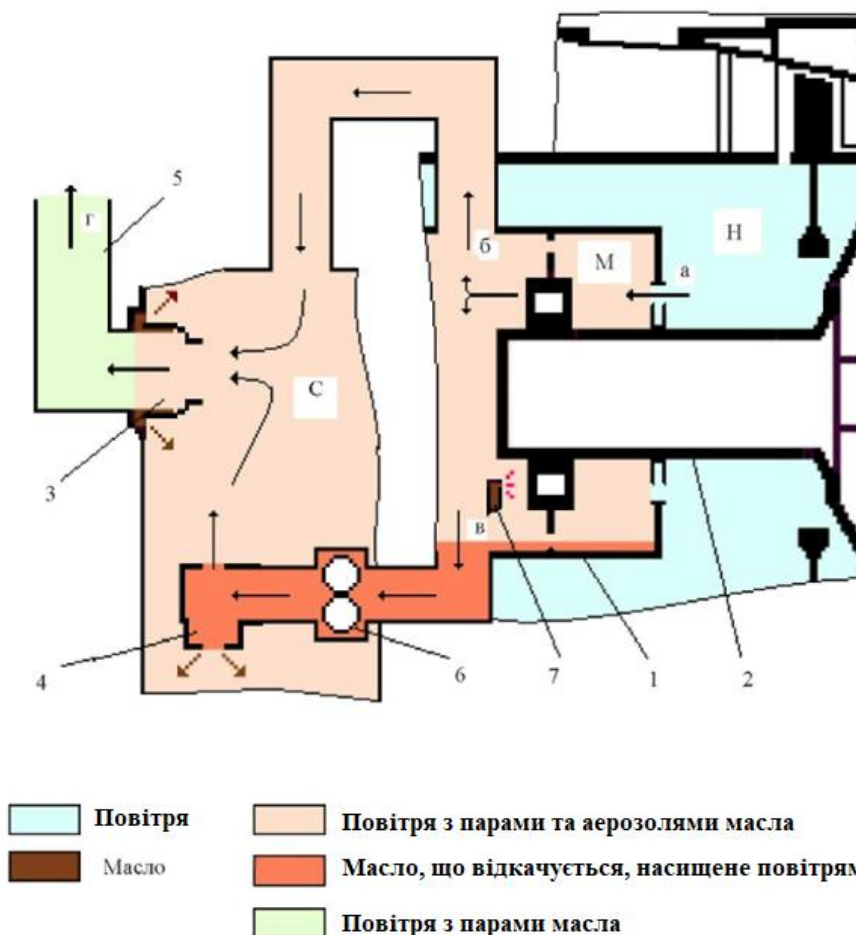 5
г
б
М
Н
а
С
3
в
4
6
7
1
2
Повітря
Повітря з парами та аерозолями масла
Масло
Масло, що відкачується, насищене повітрям
Повітря з парами масла